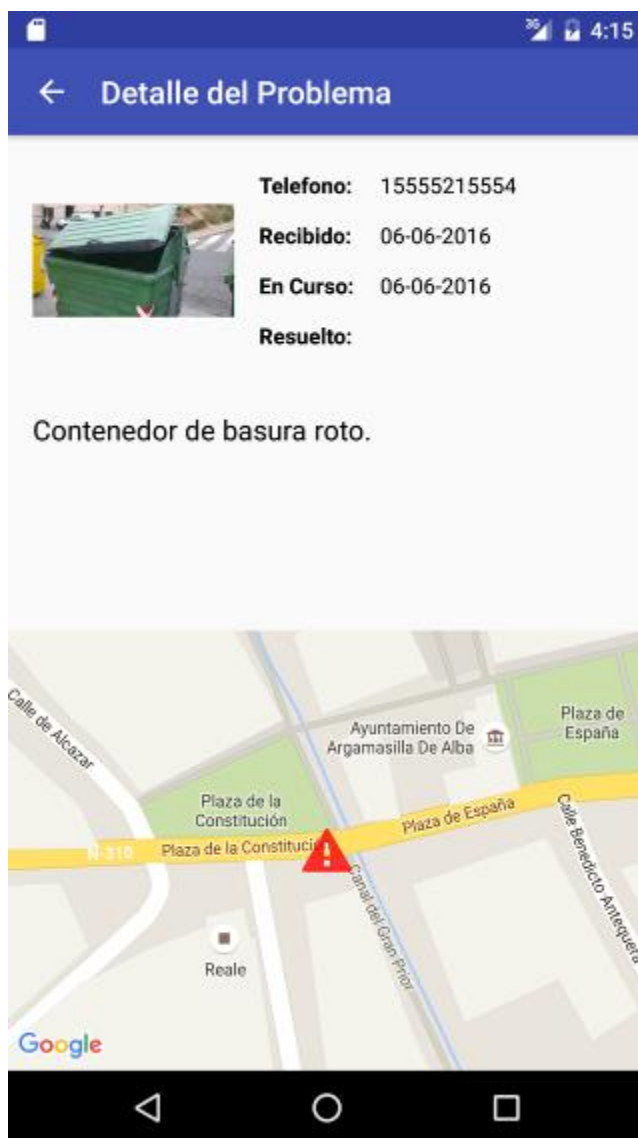 3G 4:15
Detalle del Problema
Telefono: 15555215554
Recibido: 06-06-2016
En Curso: 06-06-2016
Resuelto:
Contenedor de basura roto.
Calle de Alcazar
Ayuntamiento De
Argamasilla De Alba
Plaza de
España
Plaza de la
Constitución
Plaza de España
Calle Benedicto Antequera
N-310
Plaza de la Constitució
Canal del Gran Prior
Reale
Google